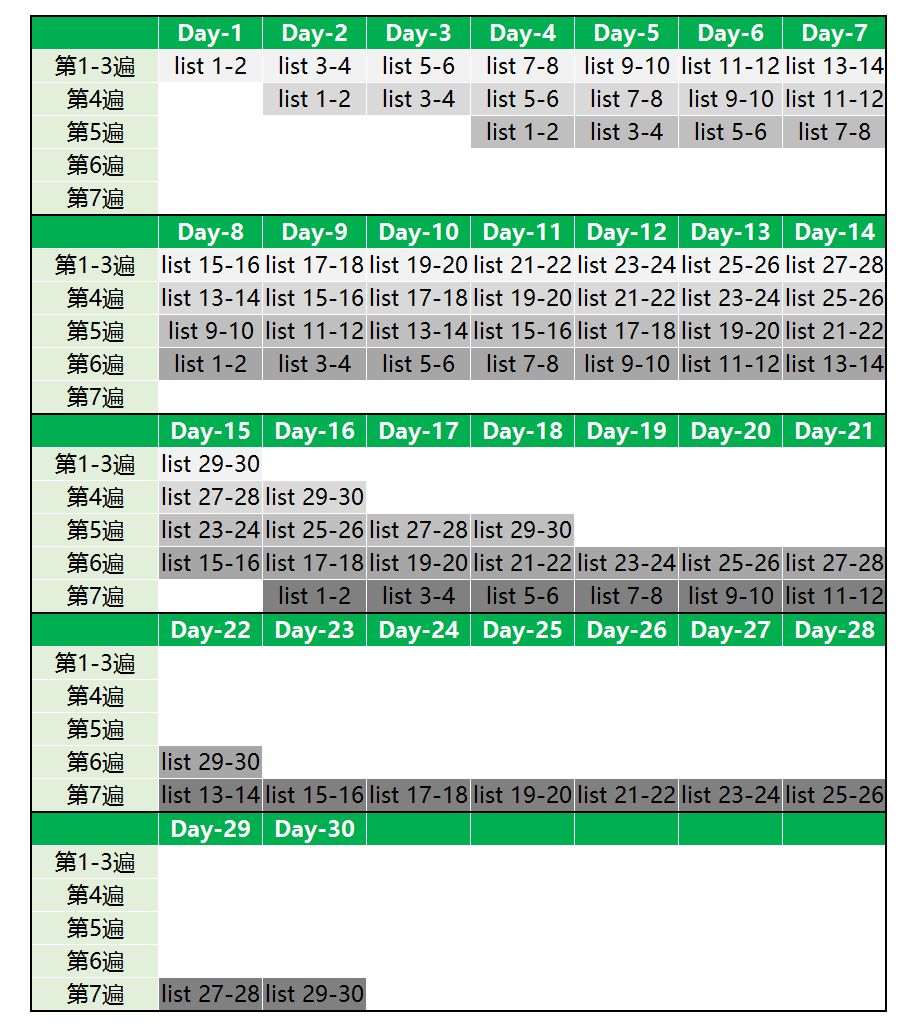 Day-1 Day-2 Day-3 Day-4 Day-5 Day-6 Day-7
第1-3遍 list 1-2 list 3-4 list 5-6 list 7-8 list 9-10 list 11-12 list 13-14
第4遍 list 1-2 list 3-4 list 5-6 list 7-8 list 9-10 list 11-12
第5遍 list 1-2 list 3-4 list 5-6 list 7-8
第6遍
第7遍
Day-8 Day-9 Day-10 Day-11 Day-12 Day-13 Day-14
第1-3遍 list 15-16 list 17-18 list 19-20 list 21-22 list 23-24 list 25-26 list 27-28
第4遍 list 13-14 list 15-16 list 17-18 list 19-20 list 21-22 list 23-24 list 25-26
第5遍 list 9-10 list 11-12 list 13-14 list 15-16 list 17-18 list 19-20 list 21-22
第6遍 list 1-2 list 3-4 list 5-6 list 7-8 list 9-10 list 11-12 list 13-14
第7遍
Day-15 Day-16 Day-17 Day-18 Day-19 Day-20 Day-21
第1-3遍 list 29-30
第4遍 list 27-28 list 29-30
第5遍 list 23-24 list 25-26 list 27-28 list 29-30
第6遍 list 15-16 list 17-18 list 19-20 list 21-22 list 23-24 list 25-26 list 27-28
第7遍 list 1-2 list 3-4 list 5-6 list 7-8 list 9-10 list 11-12
Day-22 Day-23 Day-24 Day-25 Day-26 Day-27 Day-28
第1-3遍
第4遍
第5遍
第6遍 list 29-30
第7遍 list 13-14 list 15-16 list 17-18 list 19-20 list 21-22 list 23-24 list 25-26
Day-29 Day-30
第1-3遍
第4遍
第5遍
第6遍
第7遍 list 27-28 list 29-30